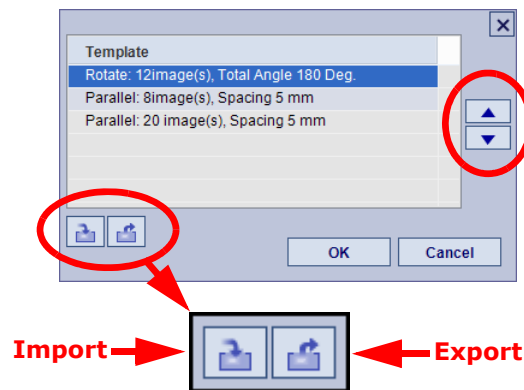 Template
Rotate: 12image(s), Total Angle 180 Deg.
Parallel: 8image(s), Spacing 5 mm
Parallel: 20 image(s), Spacing 5 mm
OK Cancel
Import Export